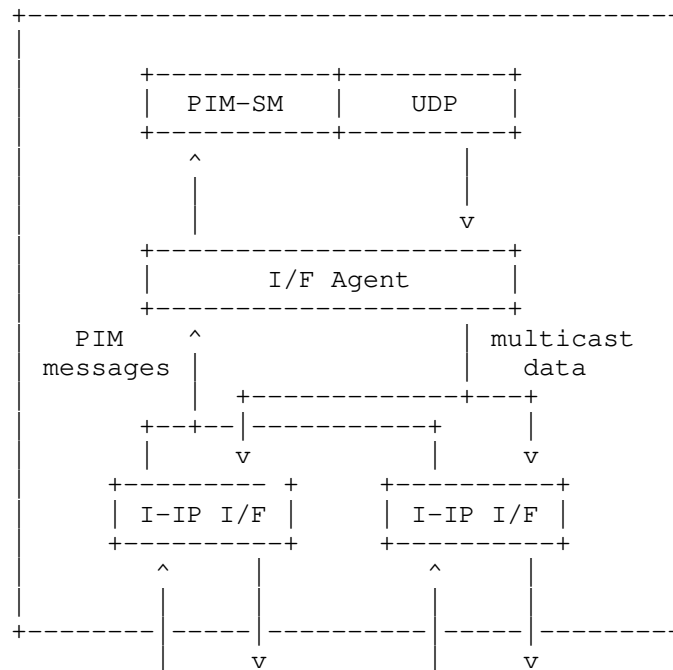 PIM-SM UDP
I/F Agent
PIM multicast
messages data
I-IP I/F I-IP I/F